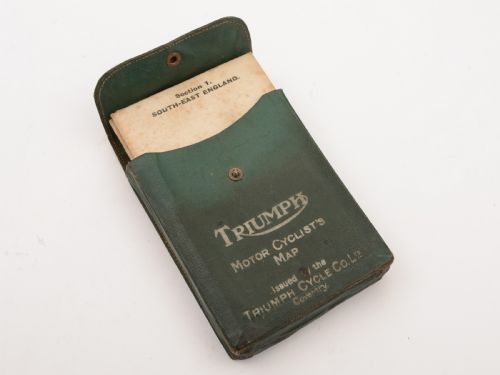 Section 1.
SOUTH-EAST ENGLAND.
TRIUMPH
MOTOR CYCLIST'S
MAP
Issued by the
TRIUMPH CYCLE CO. LTD
Coventry.